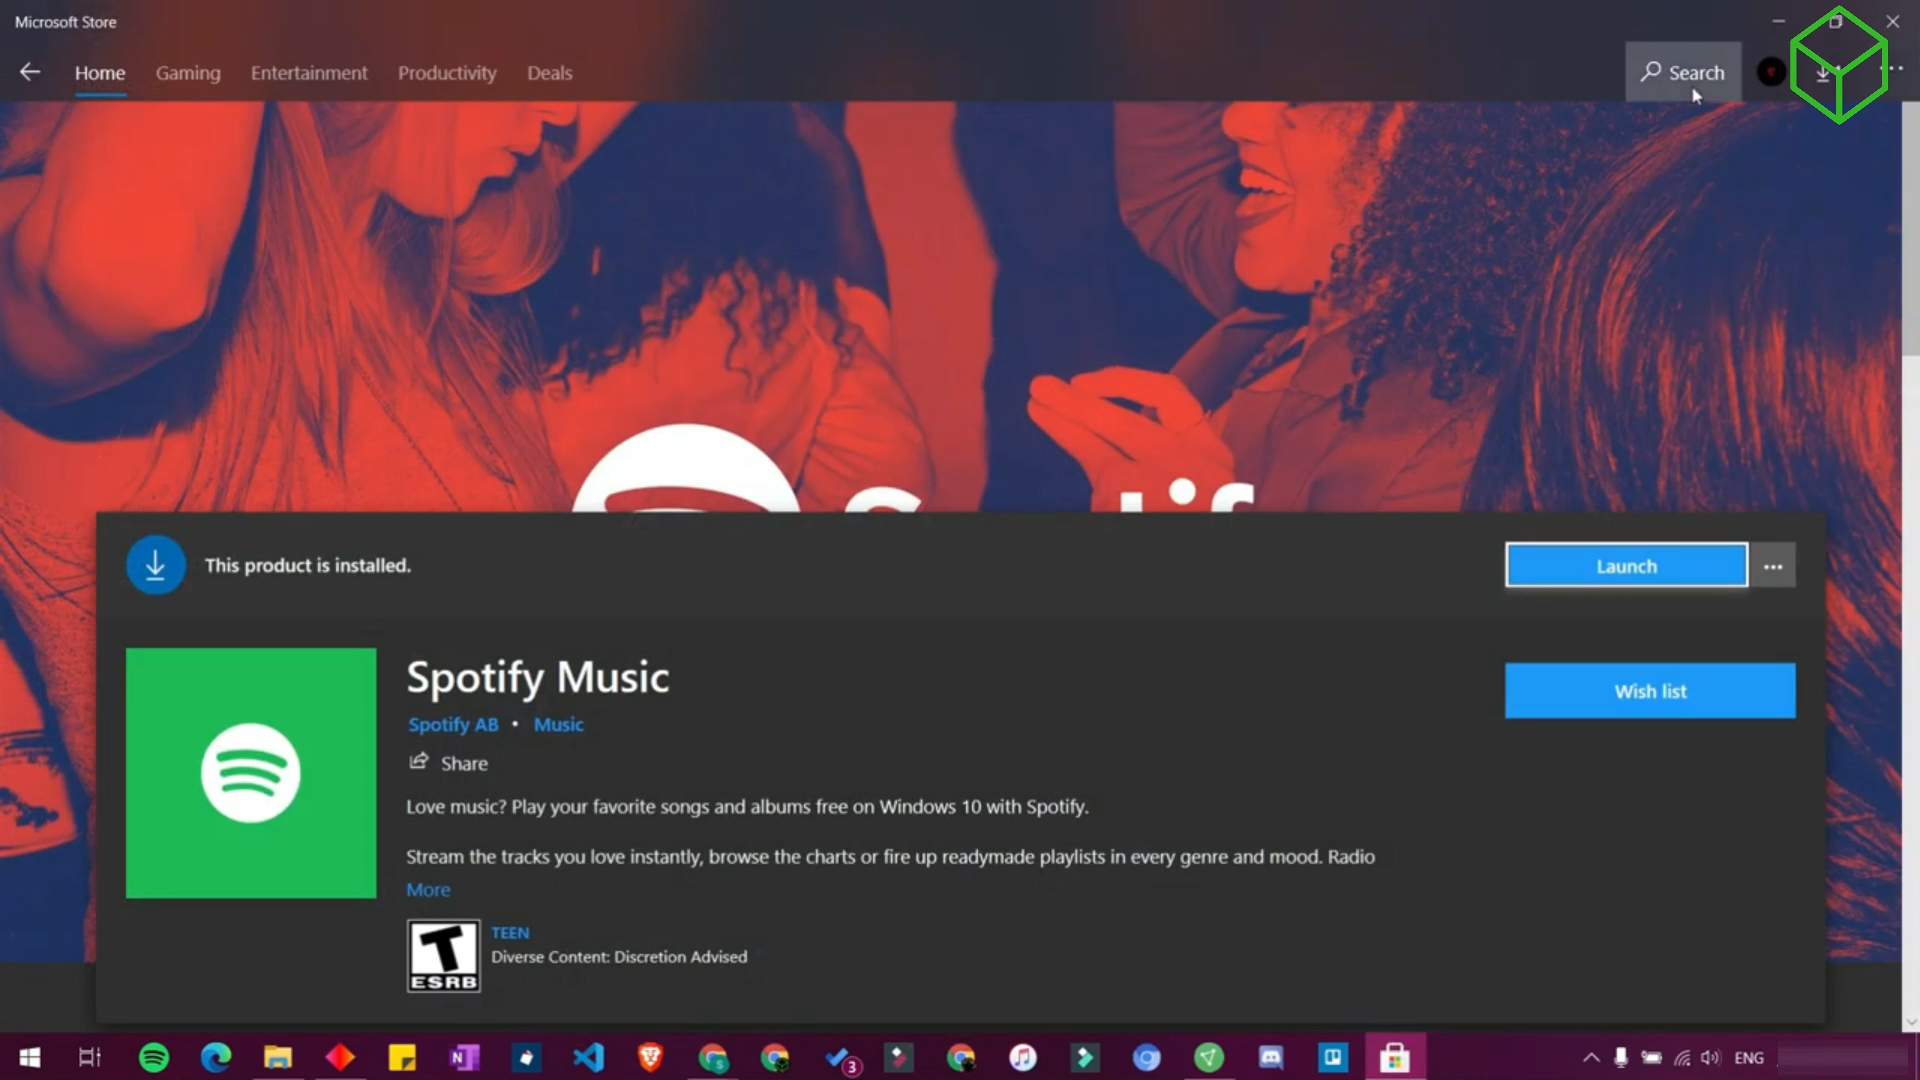 Microsoft Store
Home Gaming Entertainment Productivity Deals Search
This product is installed.
Launch
Spotify Music
Wish list
Spotify AB • Music
Share
Love music? Play your favorite songs and albums free on Windows 10 with Spotify.
Stream the tracks you love instantly, browse the charts or fire up readymade playlists in every genre and mood. Radio
More
T
ESRB
TEEN
Diverse Content: Discretion Advised
3
ENG